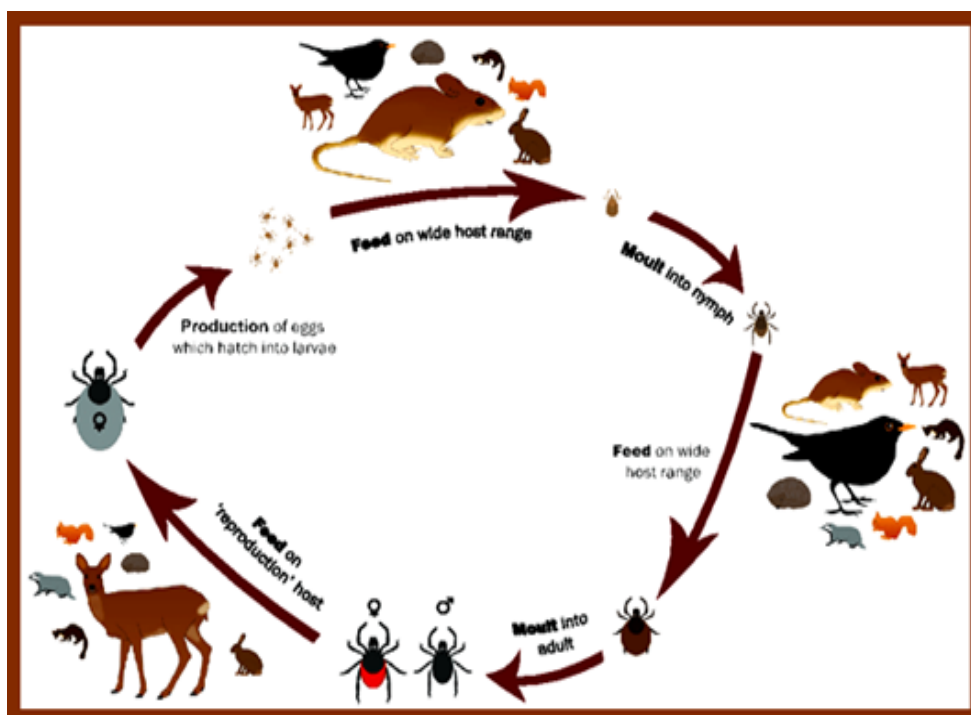 Feed on wide host range
Moult into nymph
Production of eggs
which hatch into larvae
♀
Feed on wide
host range
Feed on
'reproduction' host
♀ ♂
Moult into
adult